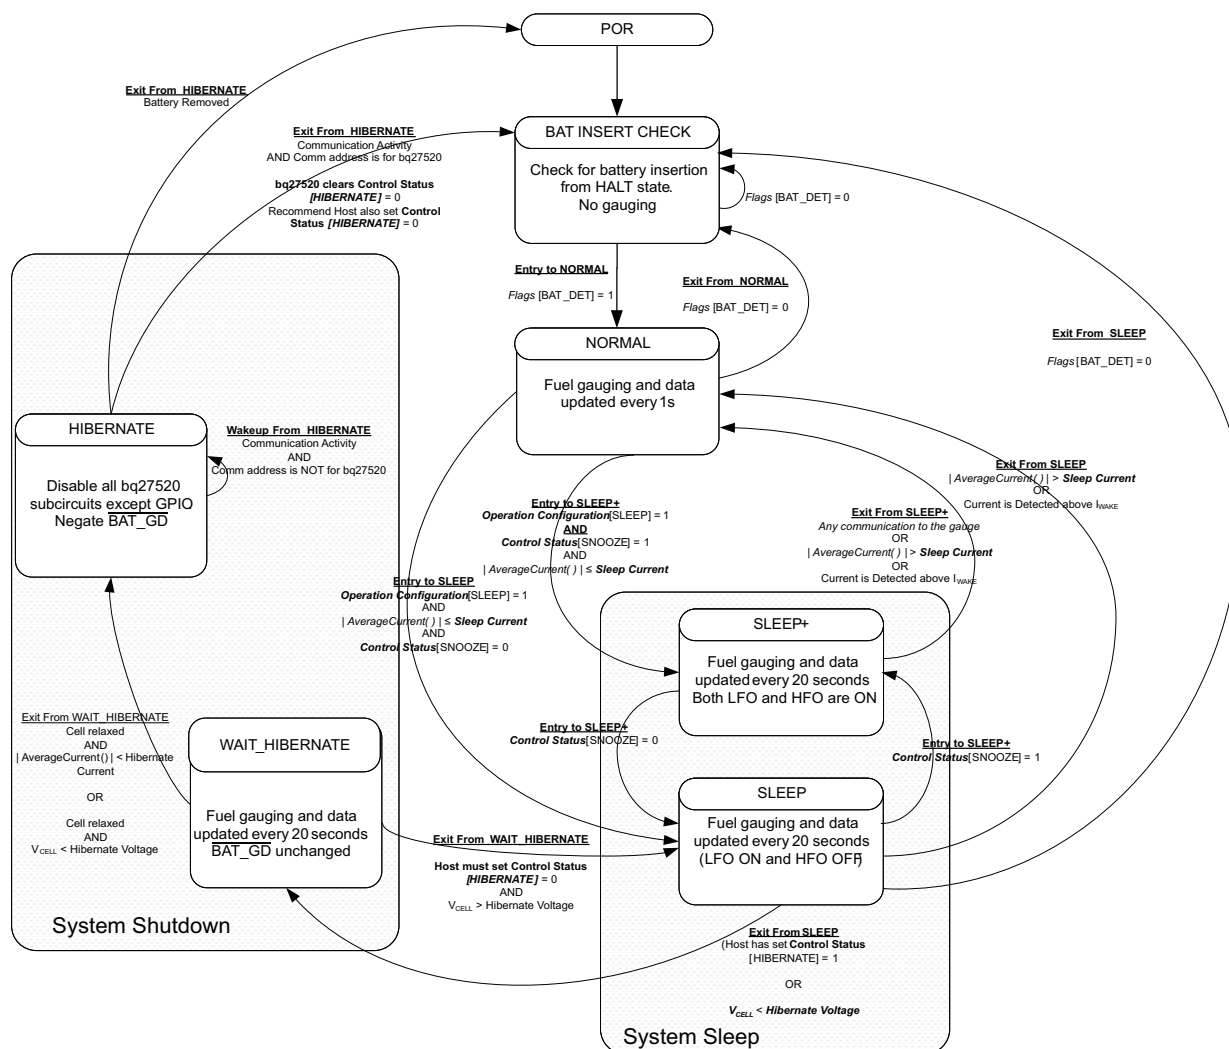 POR
Exit From HIBERNATE
Battery Removed
Exit From HIBERNATE
Communication Activity
AND Comm address is for bq27520
bq27520 clears Control Status
[HIBERNATE] = 0
Recommend Host also set Control
Status [HIBERNATE] = 0
BAT INSERT CHECK
Check for battery insertion
from HALT state.
No gauging
Flags [BAT_DET] = 0
Entry to NORMAL
Flags [BAT_DET] = 1
Exit From NORMAL
Flags [BAT_DET] = 0
Exit From SLEEP
Flags [BAT_DET] = 0
NORMAL
Fuel gauging and data
updated every 1s
HIBERNATE
Disable all bq27520
subcircuits except GPIO.
Negate BAT_GD
Wakeup From HIBERNATE
Communication Activity
AND
Comm address is NOT for bq27520
Entry to SLEEP+
Operation Configuration[SLEEP] = 1
AND
Control Status[SNOOZE] = 1
AND
| AverageCurrent( ) | ≤ Sleep Current
Exit From SLEEP
| AverageCurrent( ) | > Sleep Current
OR
Current is Detected above IWAKE
Exit From SLEEP+
Any communication to the gauge
OR
| AverageCurrent( ) | > Sleep Current
OR
Current is Detected above IWAKE
Entry to SLEEP
Operation Configuration[SLEEP] = 1
AND
| AverageCurrent( ) | ≤ Sleep Current
AND
Control Status[SNOOZE] = 0
SLEEP+
Fuel gauging and data
updated every 20 seconds
Both LFO and HFO are ON
Entry to SLEEP+
Control Status[SNOOZE] = 0
Entry to SLEEP+
Control Status[SNOOZE] = 1
SLEEP
Fuel gauging and data
updated every 20 seconds
(LFO ON and HFO OFF)
Exit From WAIT_HIBERNATE
Cell relaxed
AND
| AverageCurrent() | < Hibernate
Current
OR
Cell relaxed
AND
VCELL < Hibernate Voltage
WAIT_HIBERNATE
Fuel gauging and data
updated every 20 seconds
BAT_GD unchanged
Exit From WAIT_HIBERNATE
Host must set Control Status
[HIBERNATE] = 0
AND
VCELL > Hibernate Voltage
System Shutdown
Exit From SLEEP
(Host has set Control Status
[HIBERNATE] = 1
OR
VCELL < Hibernate Voltage
System Sleep